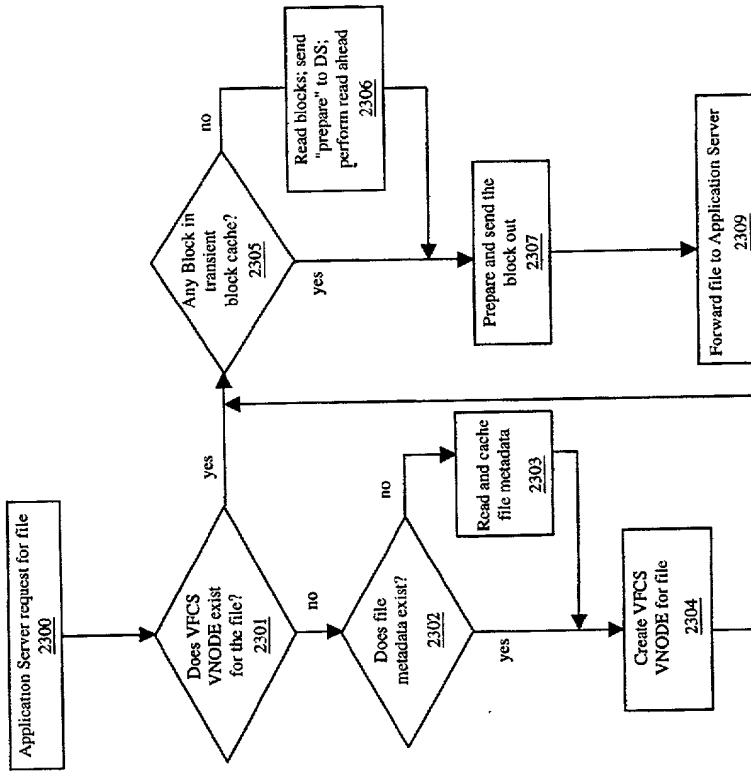 Application Server request for file
2300
Does VFCS
VNODE exist
for the file?
2301
yes
no
Does file
metadata exist?
2302
no
yes
Read and cache
file metadata
2303
Create VFCS
VNODE for file
2304
Any Block in
transient
block cache?
2305
no
yes
Read blocks; send
"prepare" to DS;
perform read ahead
2306
Prepare and send the
block out
2307
Forward file to Application Server
2309